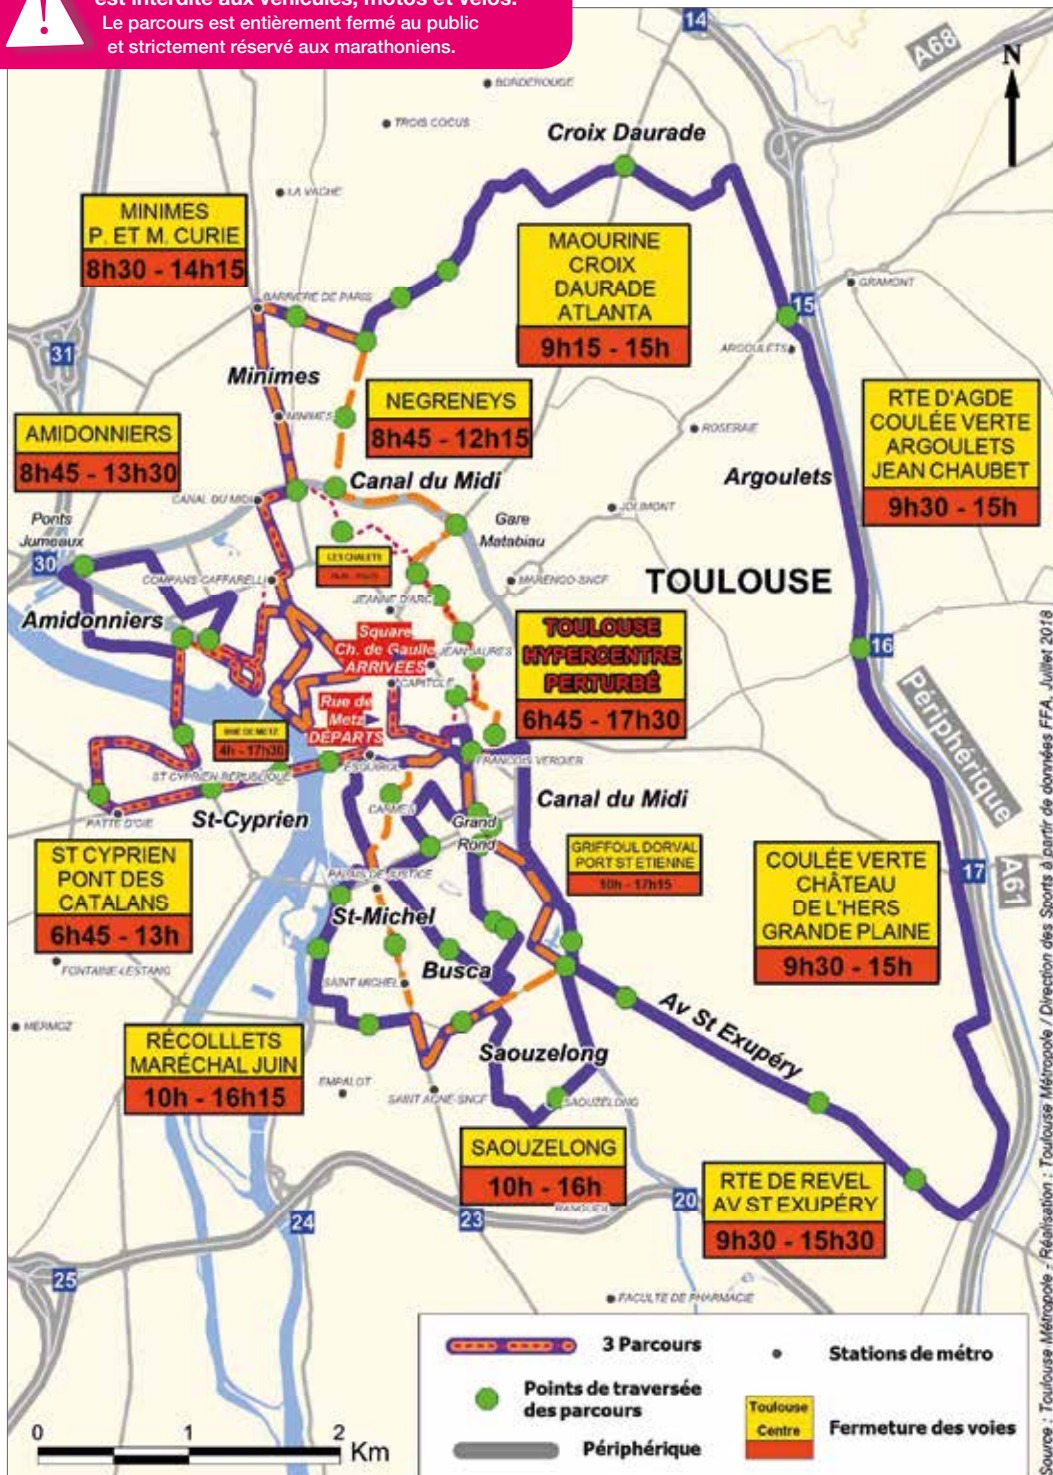 est interdite aux véhicules, motos et vélos.
Le parcours est entièrement fermé au public
et strictement réservé aux marathoniens.
14
A68
N
BORDEROUGE
TROIS COCUS
Croix Daurade
LA VACHE
MINIMES
P. ET M. CURIE
8h30 - 14h15
MAOURINE
CROIX
DAURADE
ATLANTA
9h15 - 15h
GRAMONT
BARRIERE DE PARIS
15
31
ARGOULETS
Minimes
NEGRENEYS
8h45 - 12h15
RTE D'AGDE
COULÉE VERTE
ARGOULETS
JEAN CHAUBET
9h30 - 15h
MINIMES
ROSERAIE
AMIDONNIERS
8h45 - 13h30
Canal du Midi
Argoulets
CANAL DU MIDI
JOLIMONT
Ponts
Jumeaux
Gare
Matabiau
30
LES CHALETS
COMPANS-CAFFARELLI
MARENGO-SNCF
TOULOUSE
JEANNE D'ARC
Amidonniers
Square
Ch. de Gaulle
ARRIVÉES
JEAN JAURES
TOULOUSE
HYPERCENTRE
PERTURBÉ
6h45 - 17h30
16
CAPITOLE
Périphérique
Rue de
Metz
DÉPARTS
RUE DE METZ
4h - 17h30
ESQUIROL
FRANCOIS VERDIER
ST CYPRIEN-REPUBLIQUE
CARMES
Canal du Midi
PATTE D'OIE
St-Cyprien
Grand
Rond
ST CYPRIEN
PONT DES
CATALANS
6h45 - 13h
GRIFFOUL DORVAL
PORT ST ETIENNE
10h - 17h15
COULÉE VERTE
CHÂTEAU
DE L'HERS
GRANDE PLAINE
9h30 - 15h
17
A61
PALAIS DE JUSTICE
St-Michel
FONTAINE-LESTANG
Busca
SAINT MICHEL
MERMOZ
RÉCOLLLETS
MARÉCHAL JUIN
10h - 16h15
Av St Exupéry
Saouzelong
EMPALOT
SAINT AGNE-SNCF
SAOUZELONG
SAOUZELONG
10h - 16h
RTE DE REVEL
AV ST EXUPÉRY
9h30 - 15h30
RANGUEIL
20
23
24
25
FACULTE DE PHARMACIE
3 Parcours
Stations de métro
Points de traversée
des parcours
Toulouse
Centre
Fermeture des voies
Périphérique
0 1 2
Km
Source : Toulouse Métropole - Réalisation : Toulouse Métropole / Direction des Sports à partir de données FFA, Juillet 2018